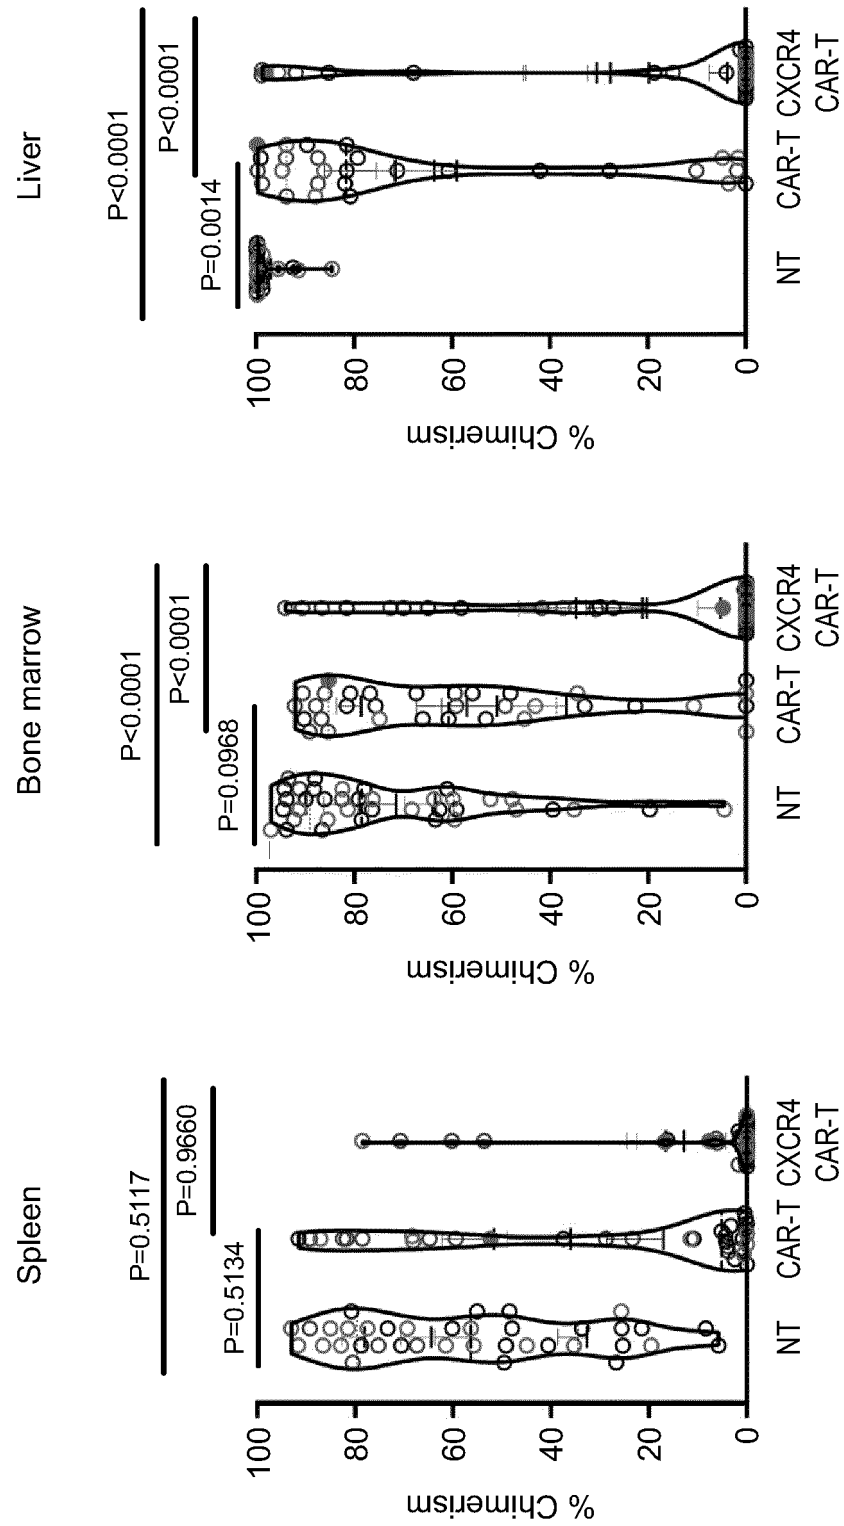 Spleen
P=0.5117
P=0.9660
P=0.5134
% Chimerism
100
80
60
40
20
0
NT
CAR-T
CXCR4
CAR-T
Bone marrow
P<0.0001
P<0.0001
P=0.0968
% Chimerism
100
80
60
40
20
0
NT
CAR-T
CXCR4
CAR-T
Liver
P<0.0001
P<0.0001
P=0.0014
% Chimerism
100
80
60
40
20
0
NT
CAR-T
CXCR4
CAR-T